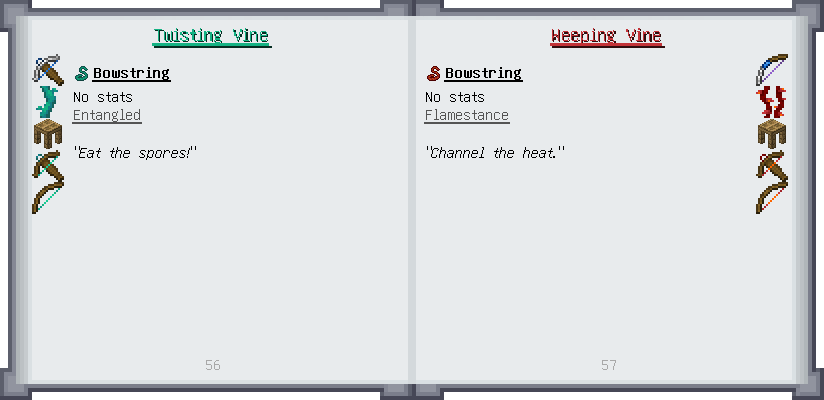 Twisting Vine
Bowstring
No stats
Entangled
"Eat the spores!"
56
Weeping Vine
Bowstring
No stats
Flamestance
"Channel the heat."
57